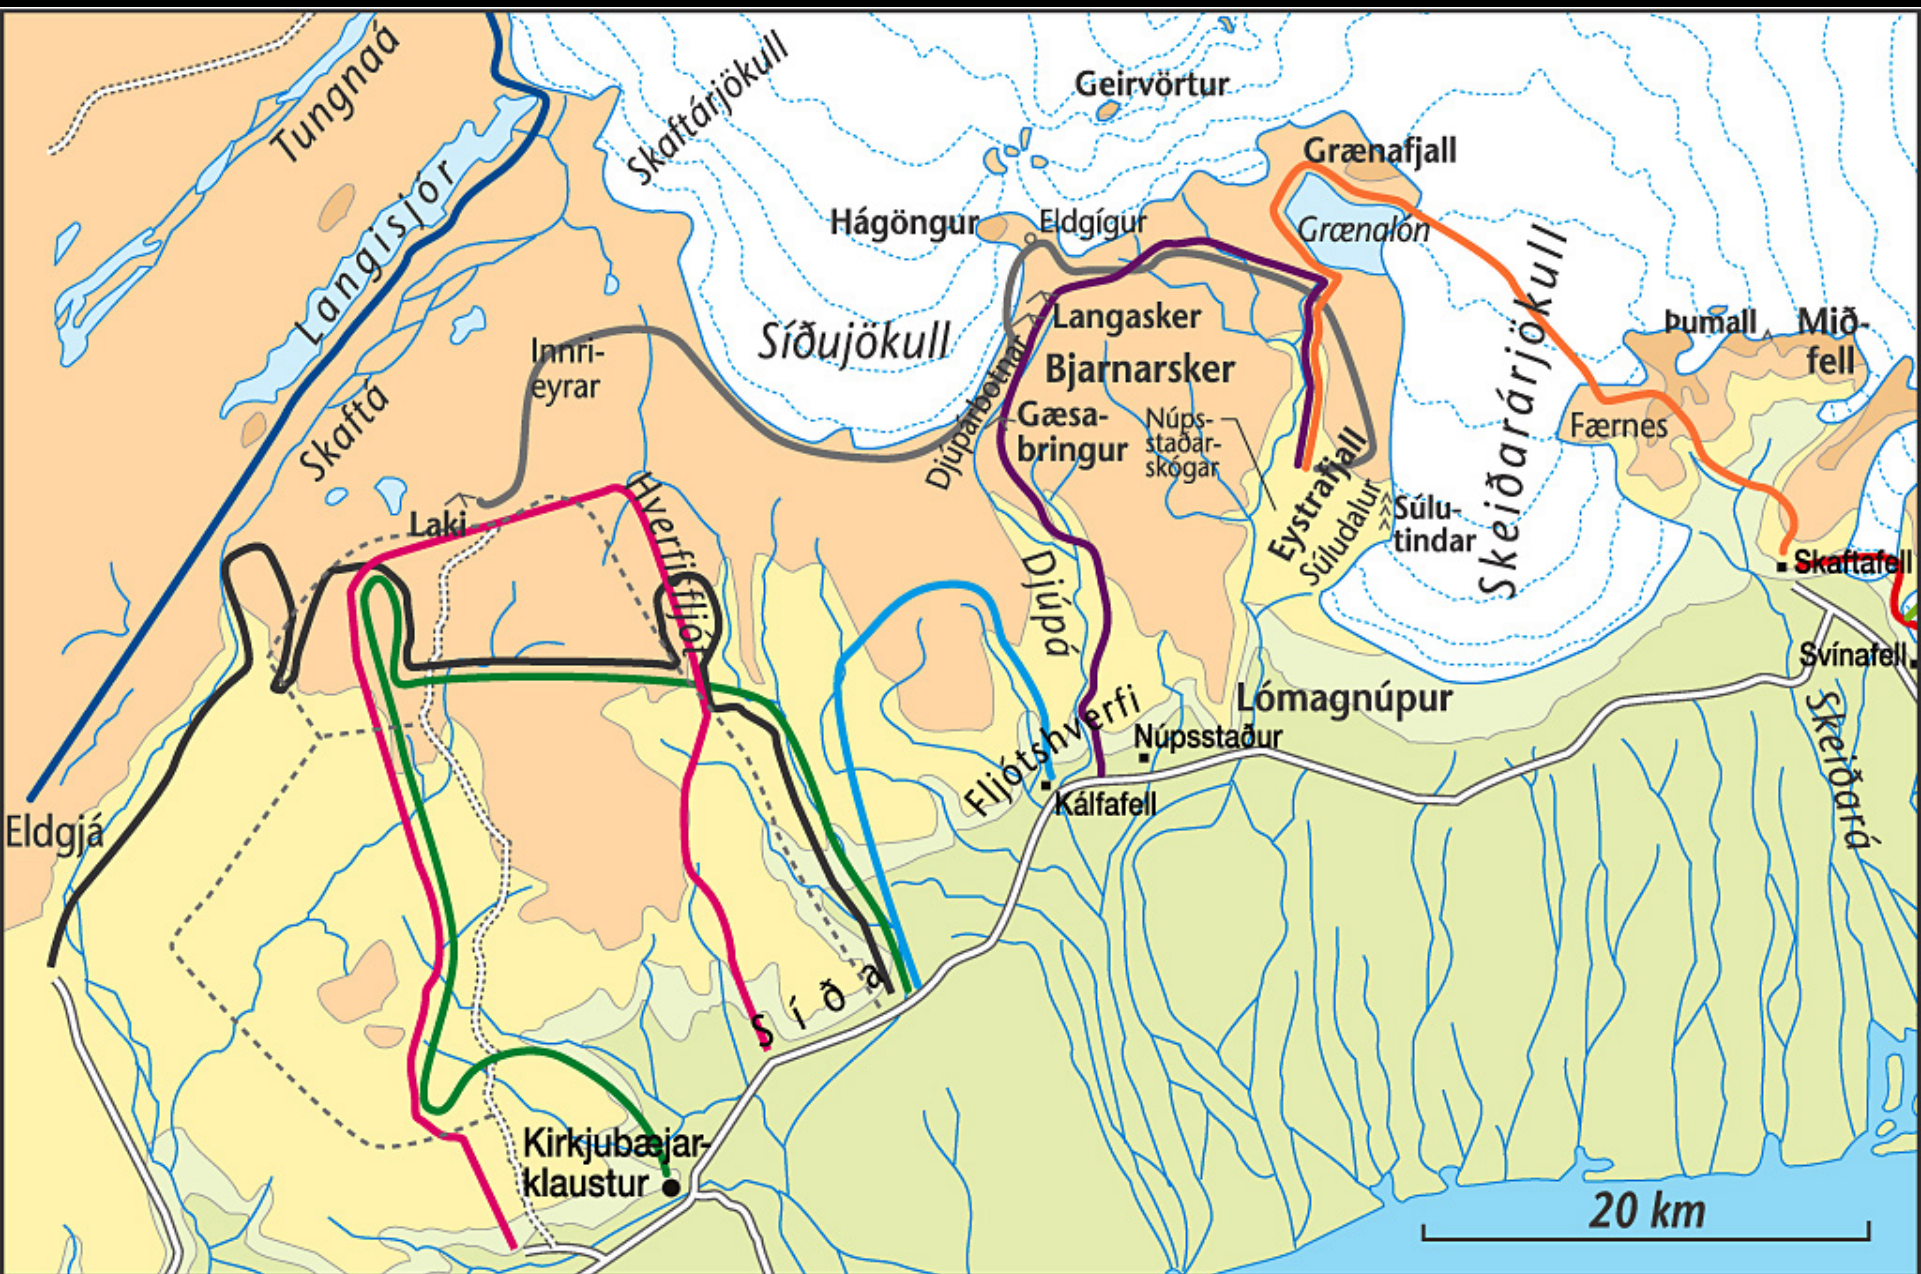 Tungnaá
Skaftárjökull
Geirvörtur
Grænafjall
Langisjór
Hágöngur
Eldgígur
Grænalón
Skeiðarárjökull
Síðujökull
Langasker
Þumall
Mið-
fell
Innri-
eyrar
Djúpárbotnar
Bjarnarsker
Skaftá
Gæsa-
bringur
Núps-
staðar-
skógar
Færnes
Eystrafjall
Súludalur
Súlu-
tindar
Laki
Hverfisfljót
Djúpá
Skaftafell
Svínafell
Lómagnúpur
Núpsstaður
Fljótshverfi
Kálfafell
Skeiðará
Eldgjá
Síða
Kirkjubæjar-
klaustur
20 km